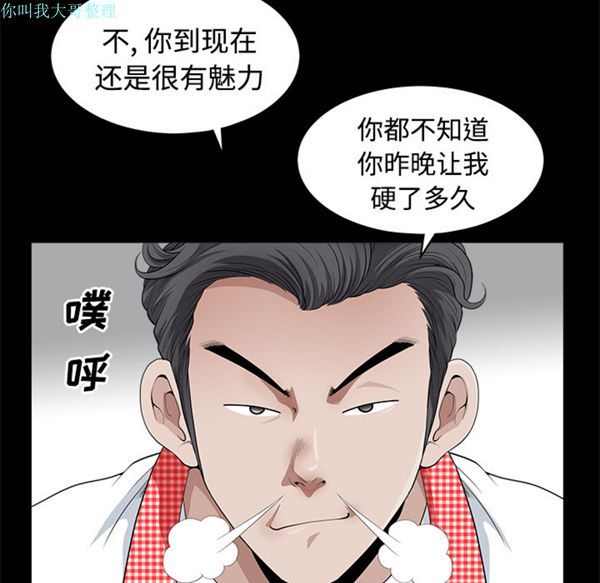 你叫我大哥整理
不, 你到现在
还是很有魅力
你都不知道
你昨晚让我
硬了多久
噗
呼